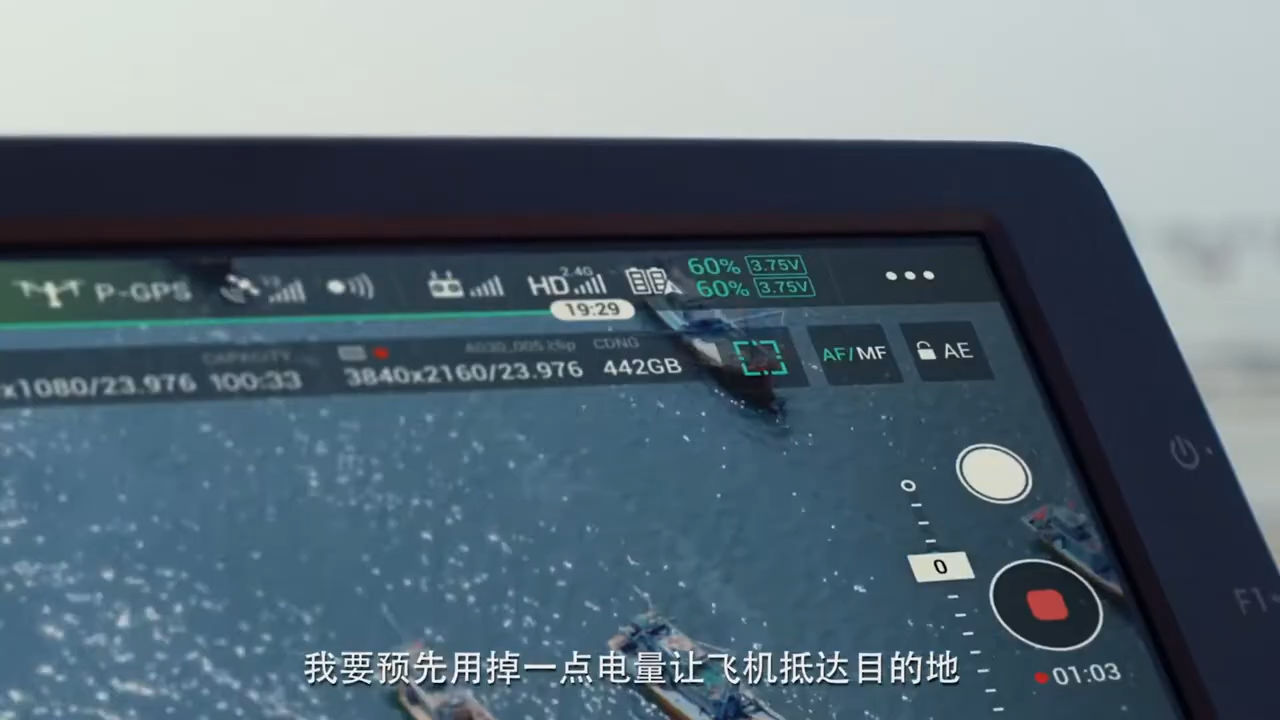 P-GPS
HD 2.4G
60% 3.75V
60% 3.75V
19:29
CAPACITY
CDNG
x1080/23.976 100:33
3840x2160/23.976 442GB
AF/MF
AE
0
01:03
F1
我要预先用掉一点电量让飞机抵达目的地